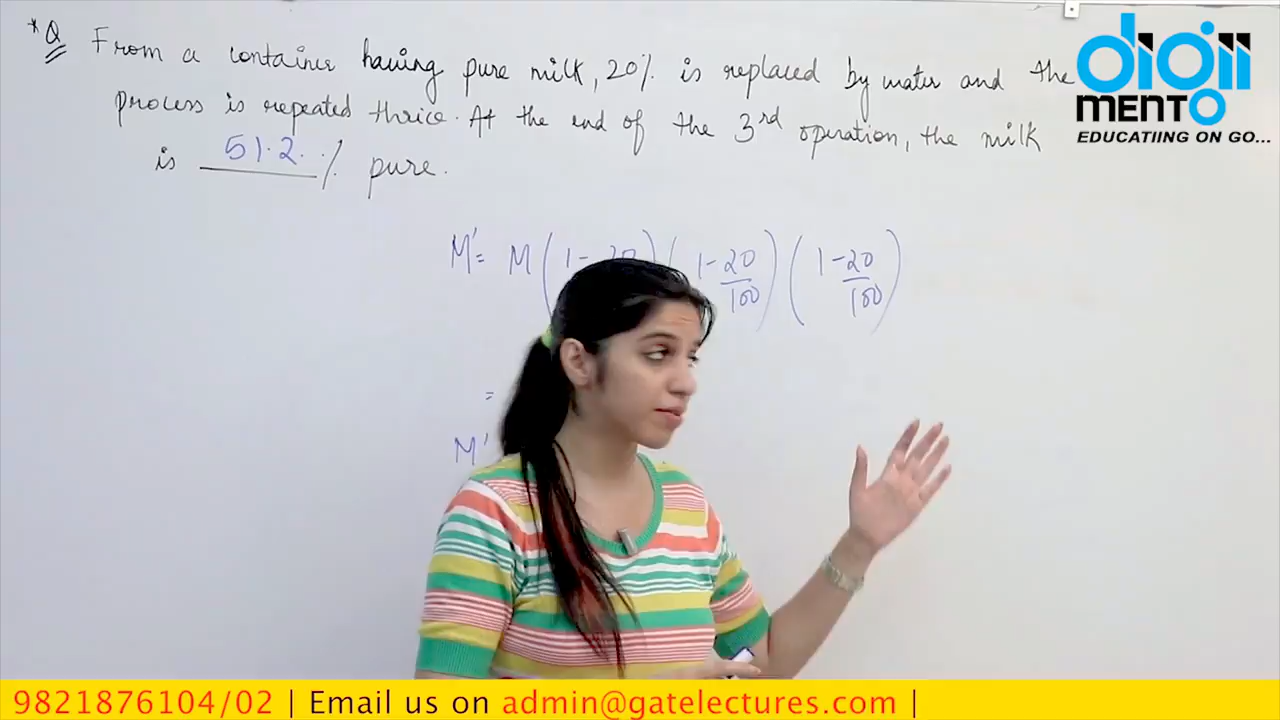 *Q From a container having pure milk, 20% is replaced by water and the
process is repeated thrice. At the end of the 3rd operation, the milk
is 51.2 % pure.
M' = M (1 - 20 ) (1 - 20/100) (1 - 20/100)
=
M'
digii
MENTO
EDUCATIING ON GO...
9821876104/02 | Email us on admin@gatelectures.com |